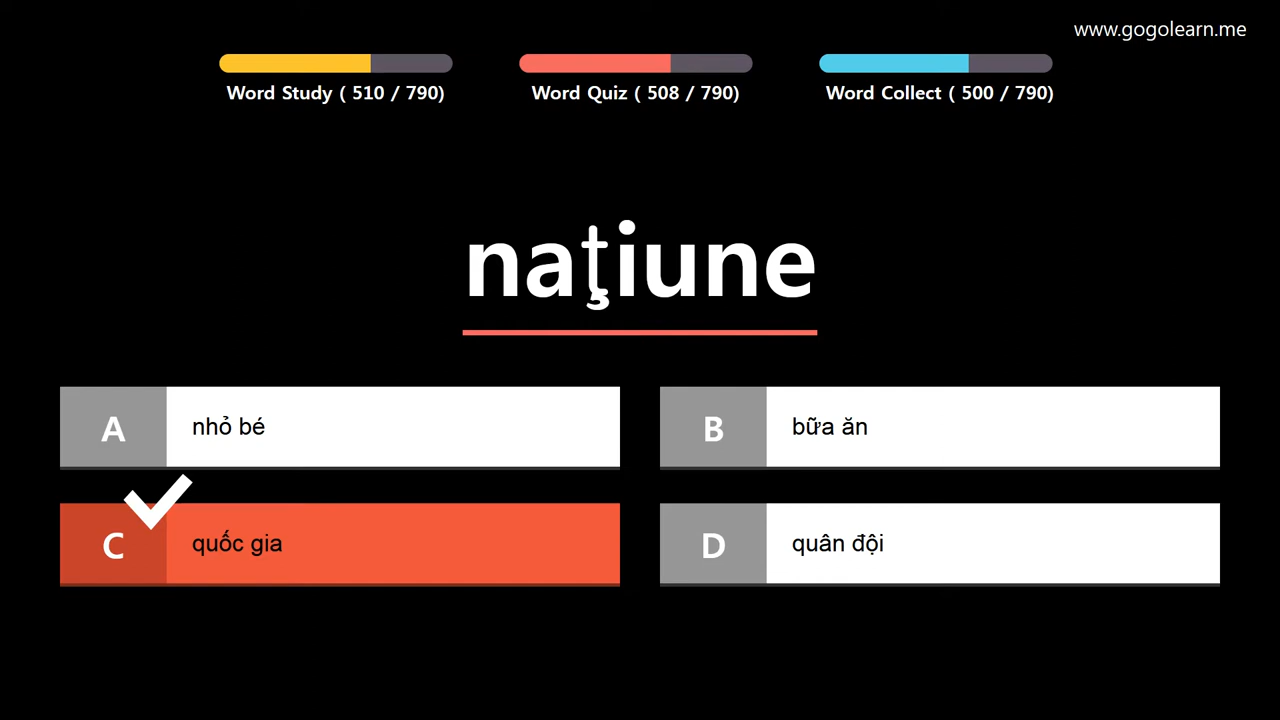 www.gogolearn.me
Word Study ( 510 / 790) Word Quiz ( 508 / 790) Word Collect ( 500 / 790)
naţiune
A nhỏ bé
B bữa ăn
C quốc gia
D quân đội